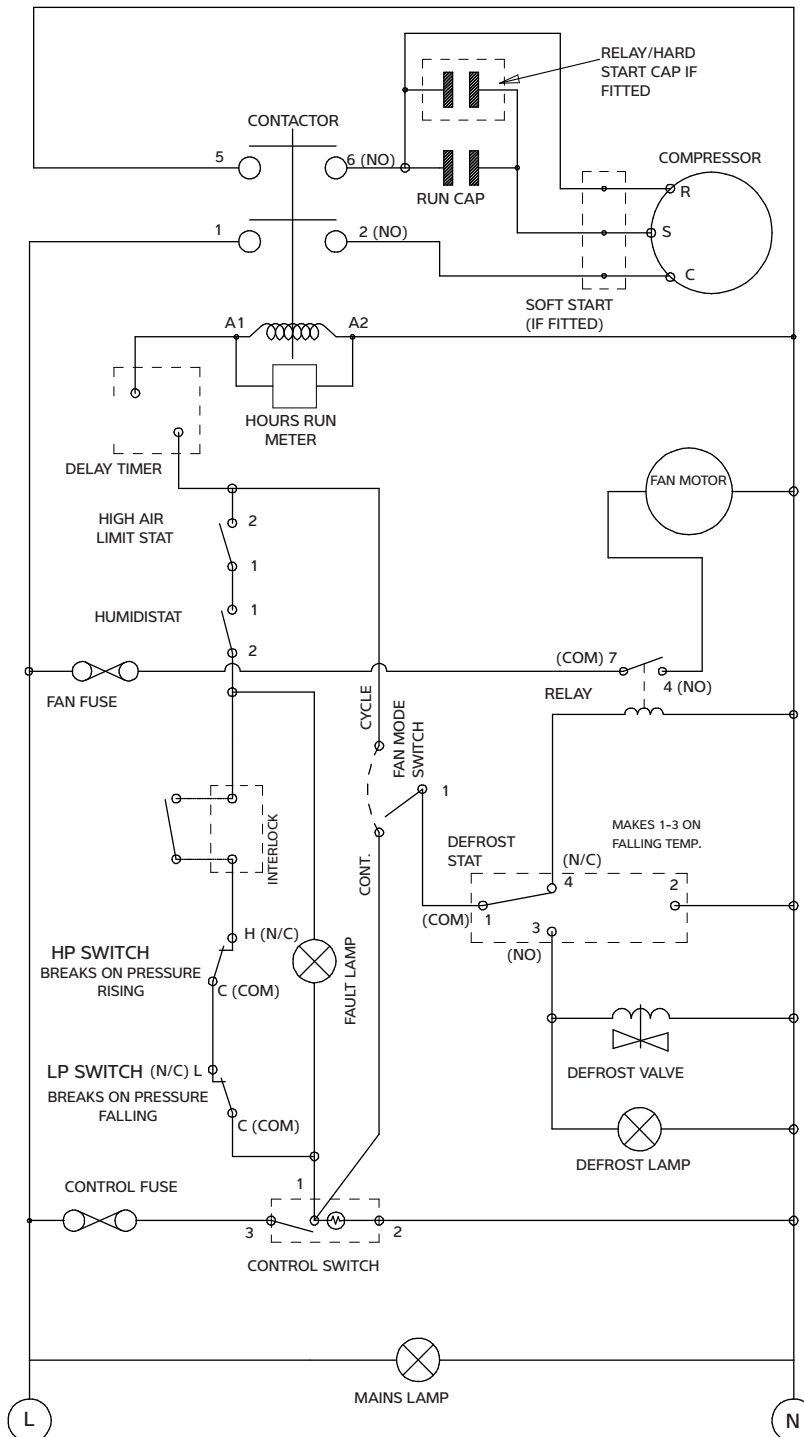 RELAY/HARD
START CAP IF
FITTED
CONTACTOR
5
6 (NO)
RUN CAP
COMPRESSOR
R
S
C
1
2 (NO)
SOFT START
(IF FITTED)
A1
A2
HOURS RUN
METER
DELAY TIMER
FAN MOTOR
HIGH AIR
LIMIT STAT
2
1
HUMIDISTAT
1
2
FAN FUSE
(COM) 7
4 (NO)
RELAY
CYCLE
FAN MODE
SWITCH
1
CONT.
INTERLOCK
DEFROST
STAT
MAKES 1-3 ON
FALLING TEMP.
(N/C)
4
2
(COM)
1
3
(NO)
H (N/C)
HP SWITCH
BREAKS ON PRESSURE
RISING
C (COM)
FAULT LAMP
LP SWITCH (N/C) L
BREAKS ON PRESSURE
FALLING
C (COM)
DEFROST VALVE
DEFROST LAMP
CONTROL FUSE
1
3
2
CONTROL SWITCH
MAINS LAMP
L
N